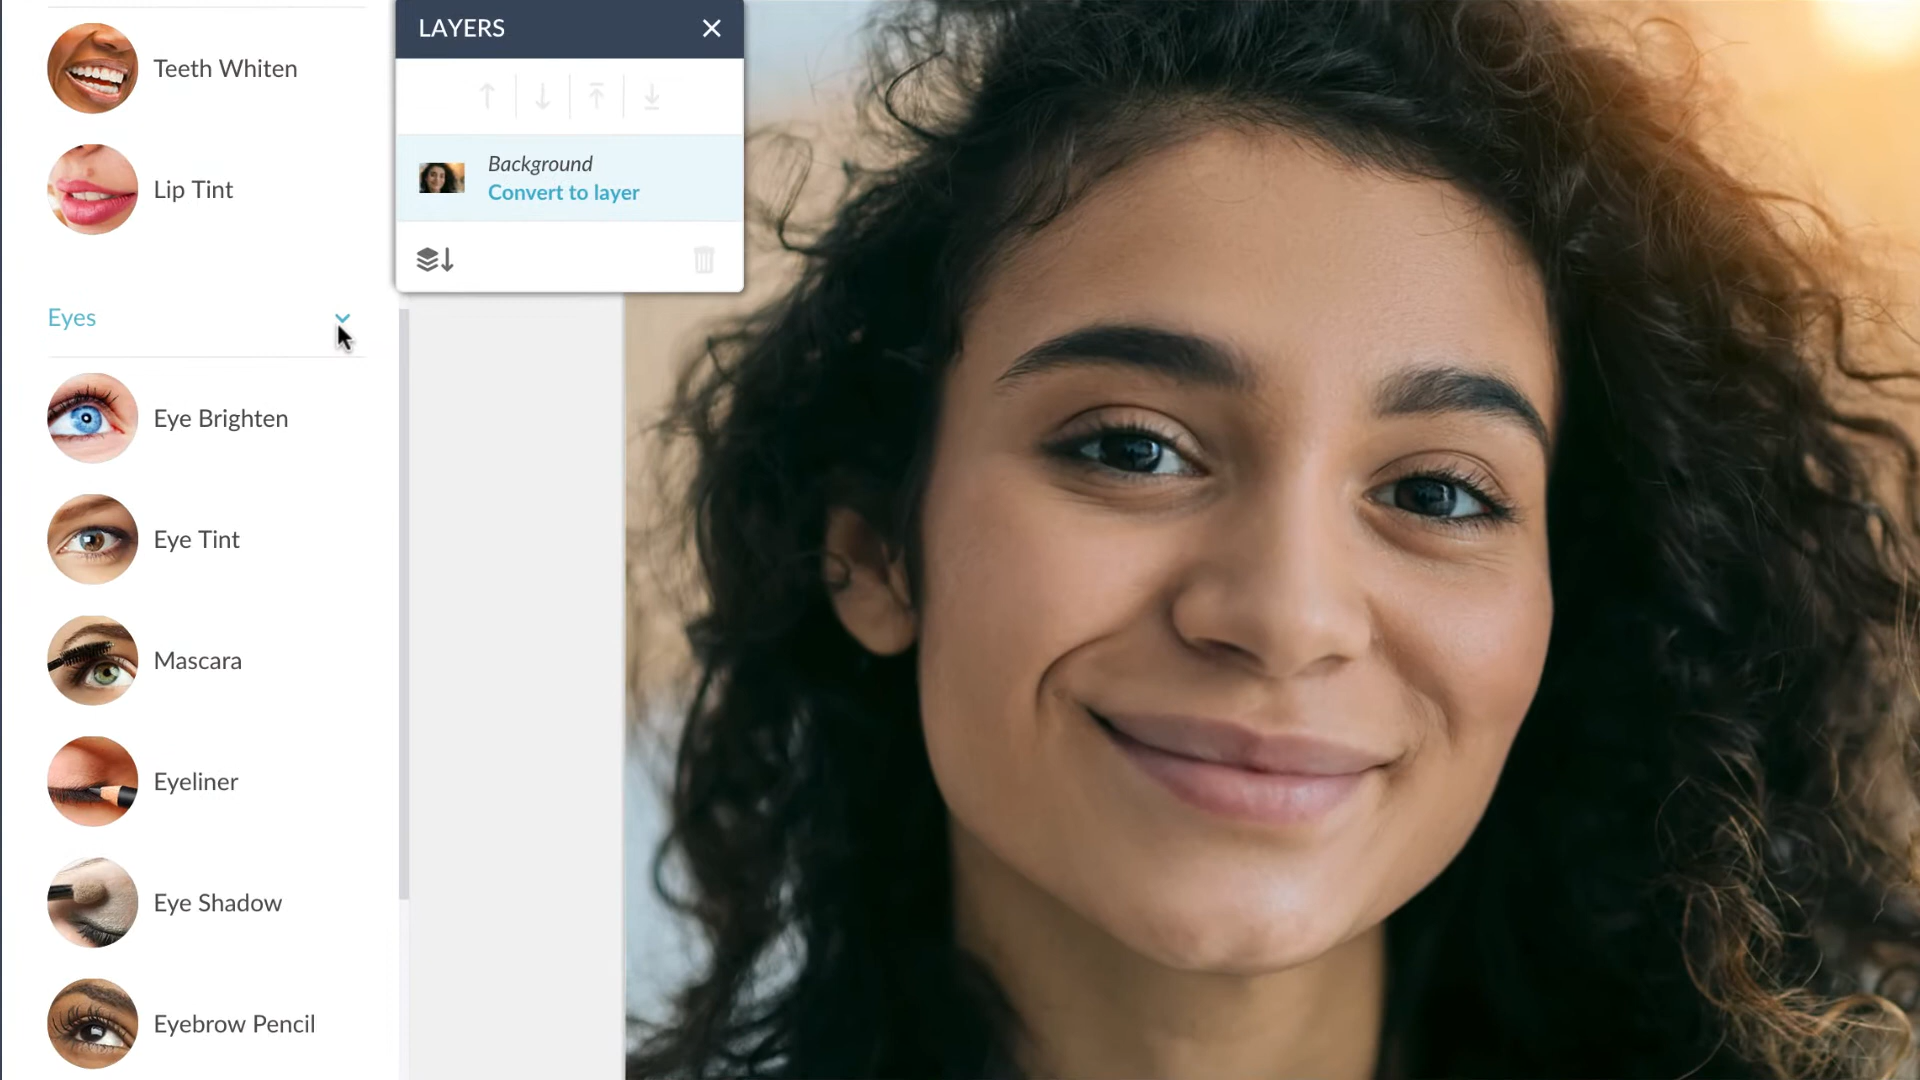 Teeth Whiten
Lip Tint
Eyes
Eye Brighten
Eye Tint
Mascara
Eyeliner
Eye Shadow
Eyebrow Pencil
LAYERS
Background
Convert to layer